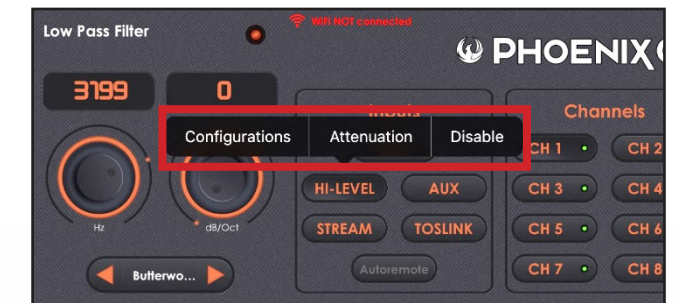 Low Pass Filter
Wifi NOT connected
PHOENIX
3199
0
Configurations
Attenuation
Disable
Inputs
Channels
HI-LEVEL
AUX
STREAM
TOSLINK
Autoremote
Hz
dB/Oct
Butterwo...
CH 1
CH 2
CH 3
CH 4
CH 5
CH 6
CH 7
CH 8